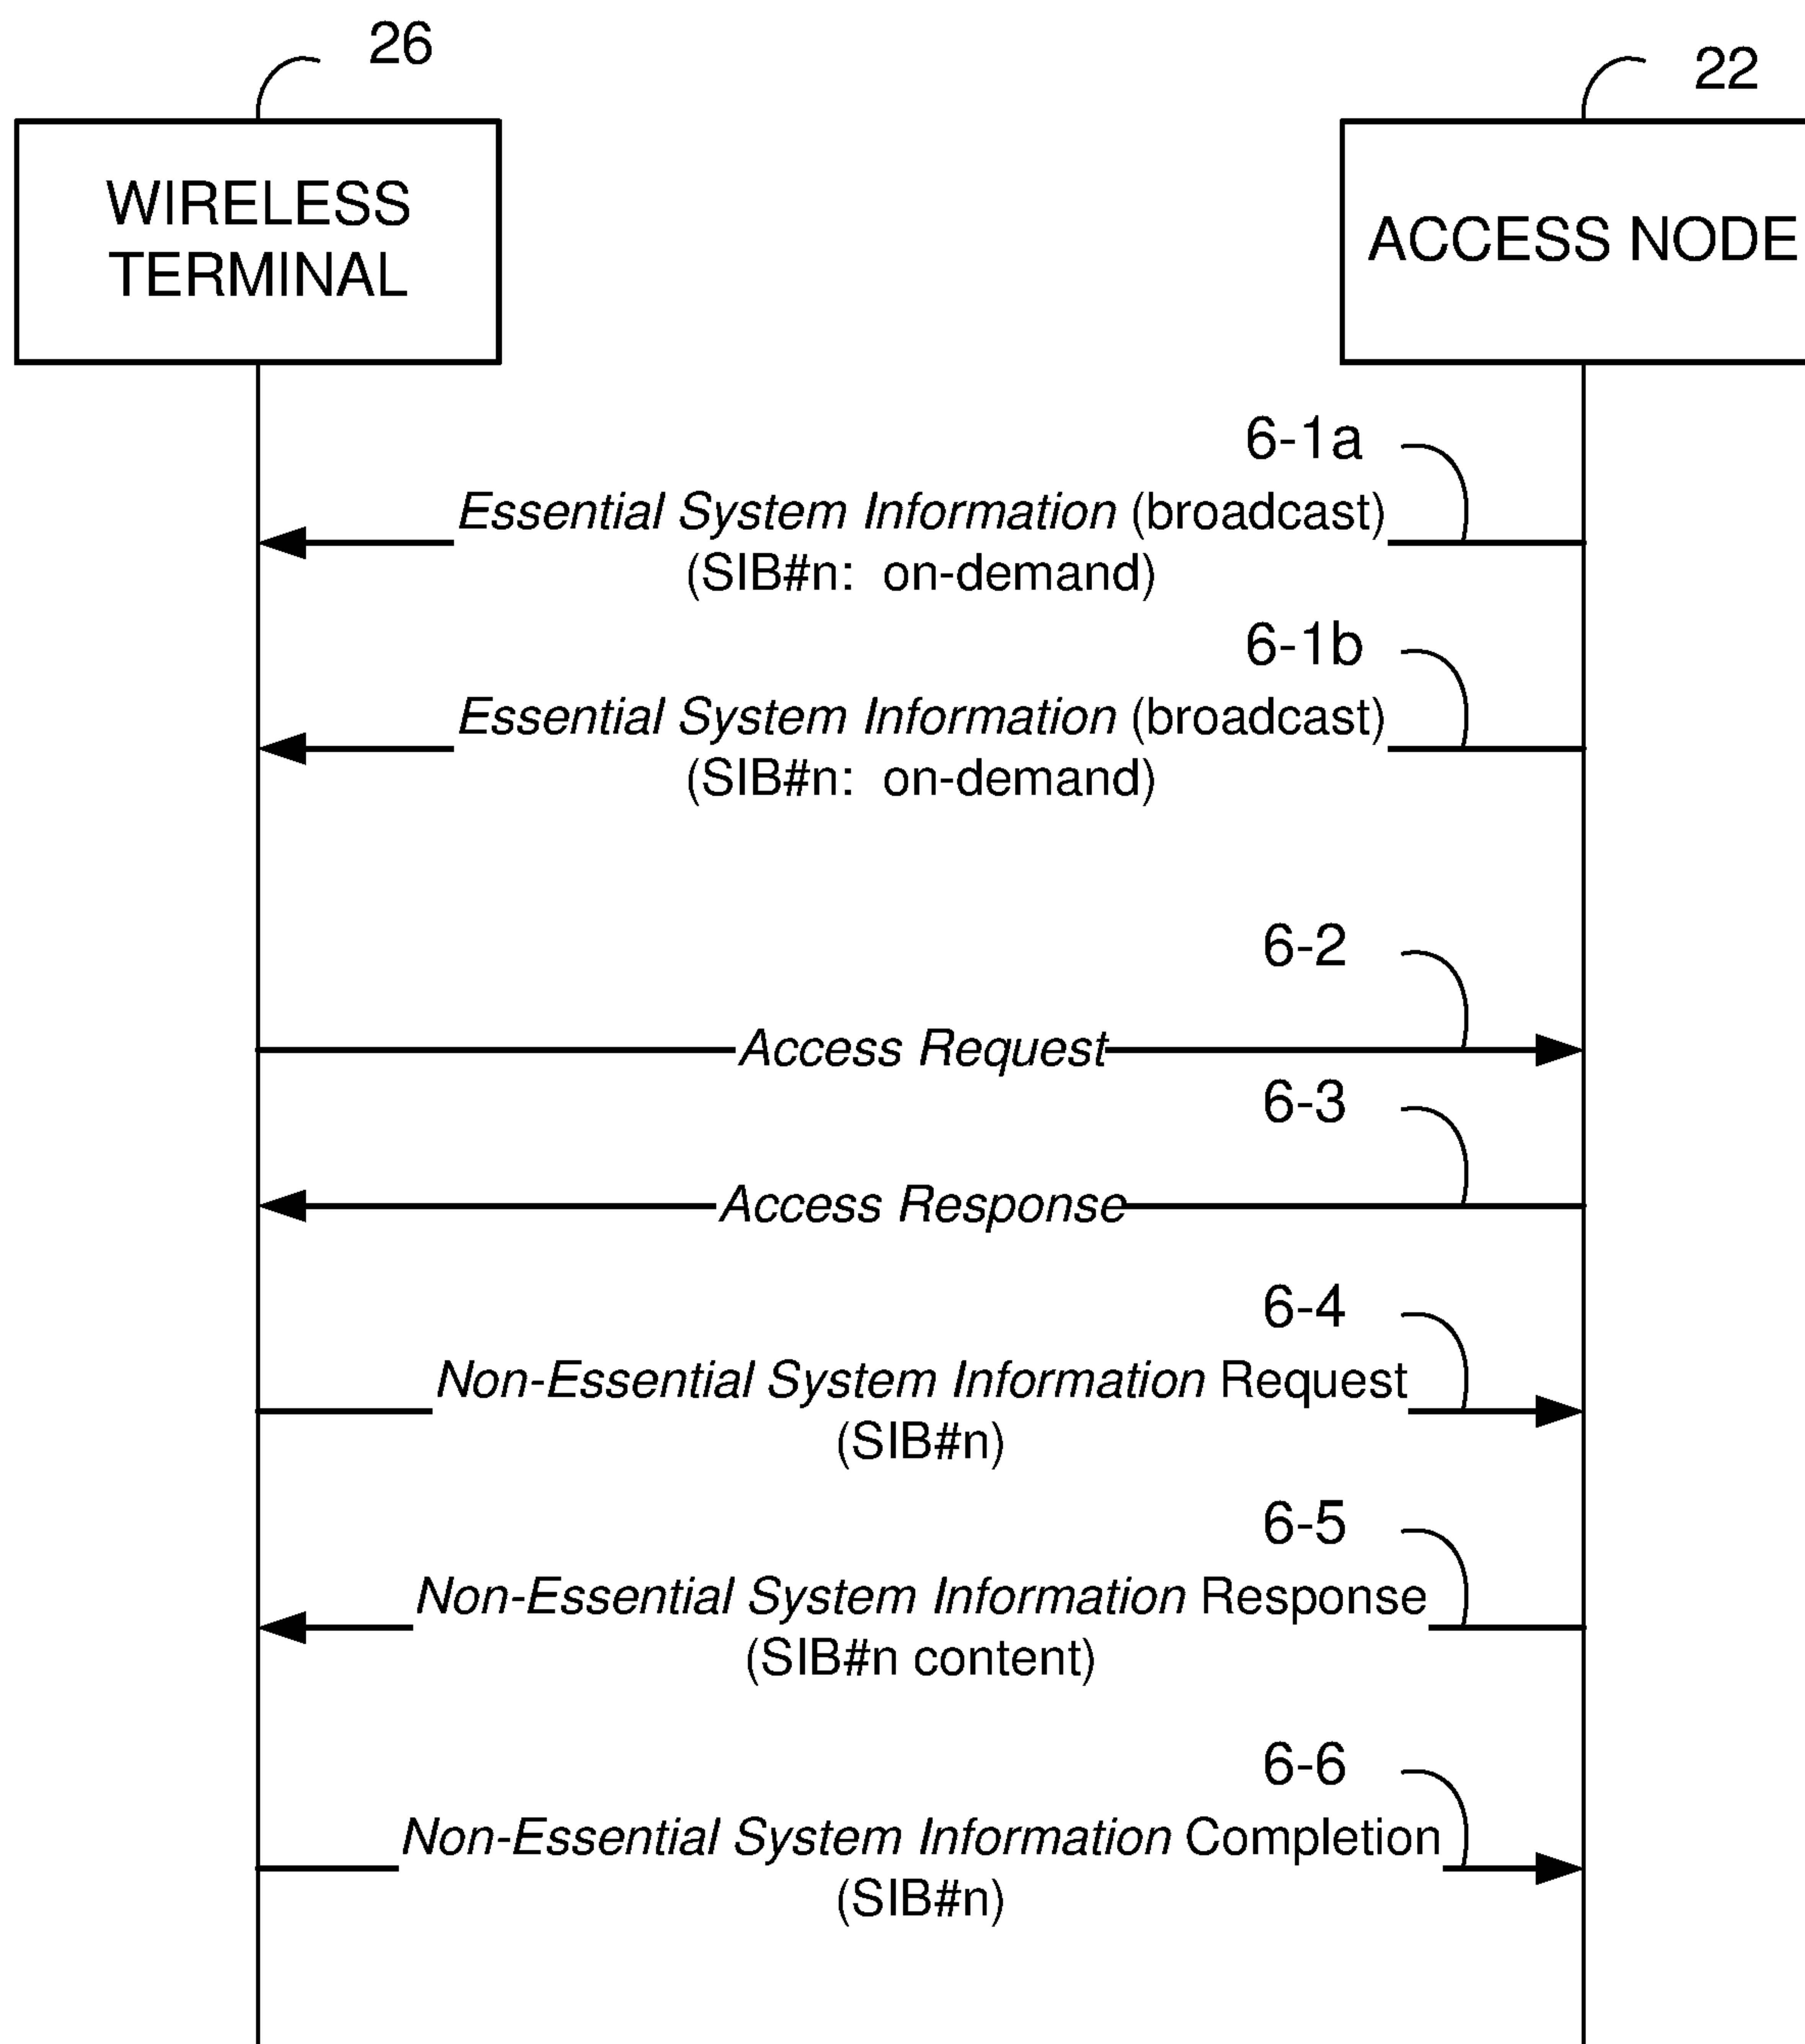 26
22
WIRELESS
TERMINAL
ACCESS NODE
6-1a
Essential System Information (broadcast)
(SIB#n: on-demand)
6-1b
Essential System Information (broadcast)
(SIB#n: on-demand)
6-2
Access Request
6-3
Access Response
6-4
Non-Essential System Information Request
(SIB#n)
6-5
Non-Essential System Information Response
(SIB#n content)
6-6
Non-Essential System Information Completion
(SIB#n)